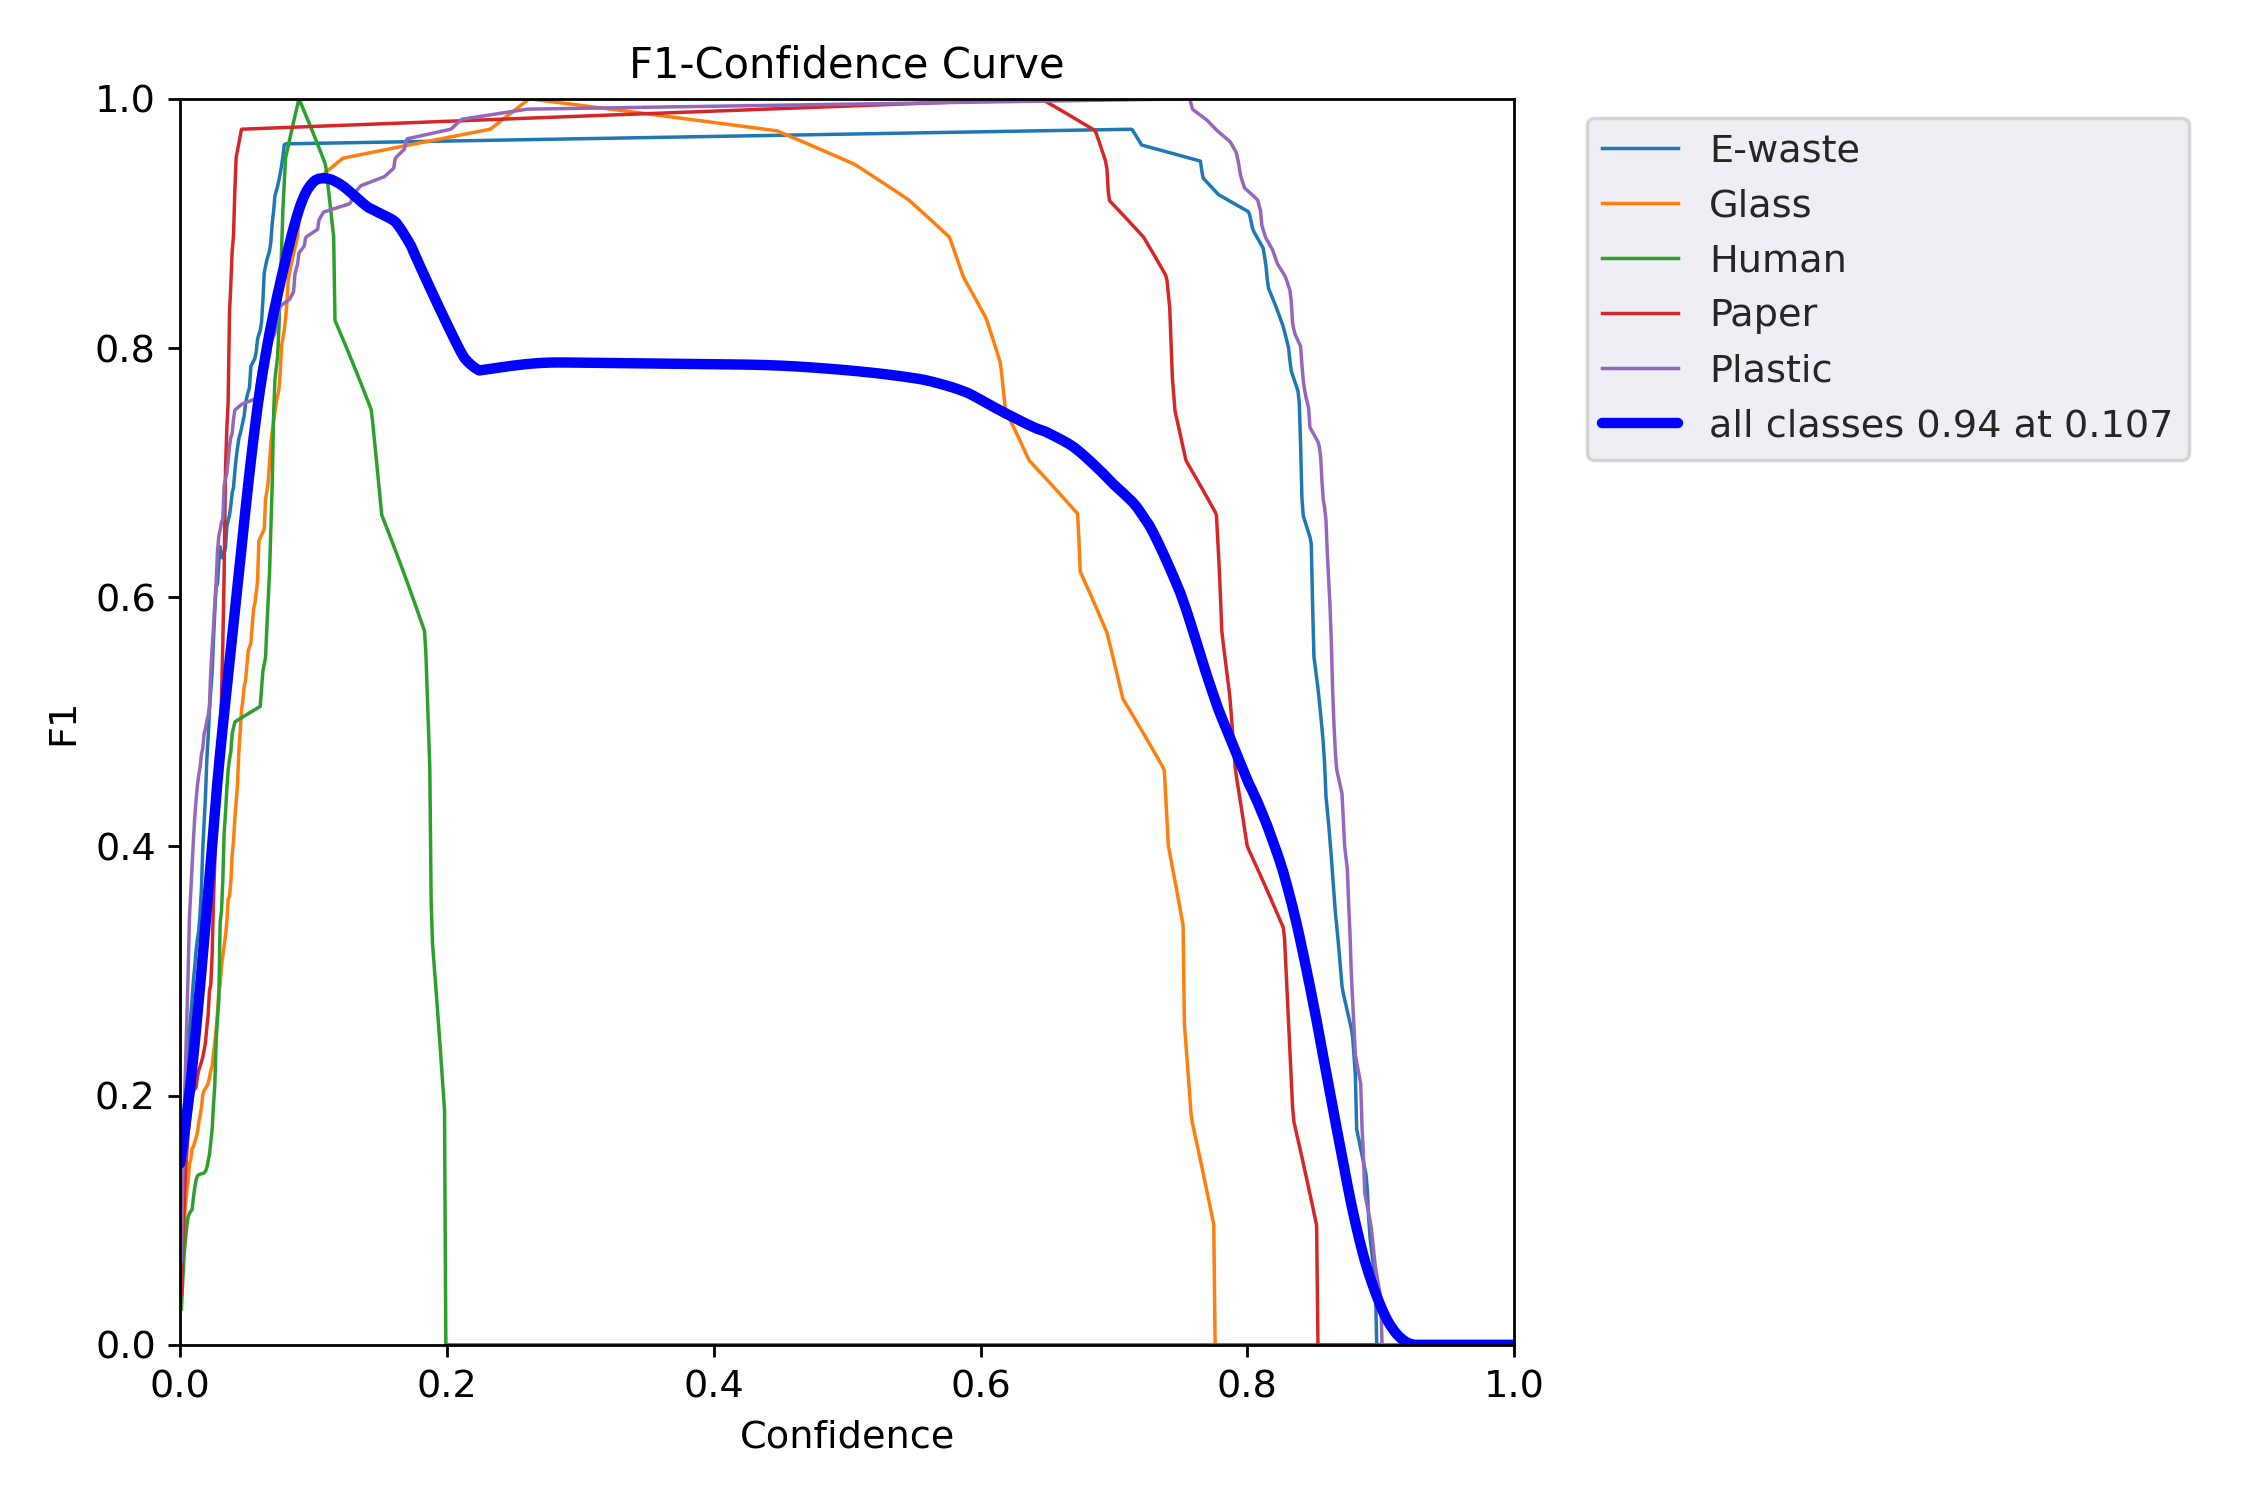 F1-Confidence Curve
1.0
0.8
0.6
0.4
0.2
0.0
F1
0.0 0.2 0.4 0.6 0.8 1.0
Confidence
E-waste
Glass
Human
Paper
Plastic
all classes 0.94 at 0.107